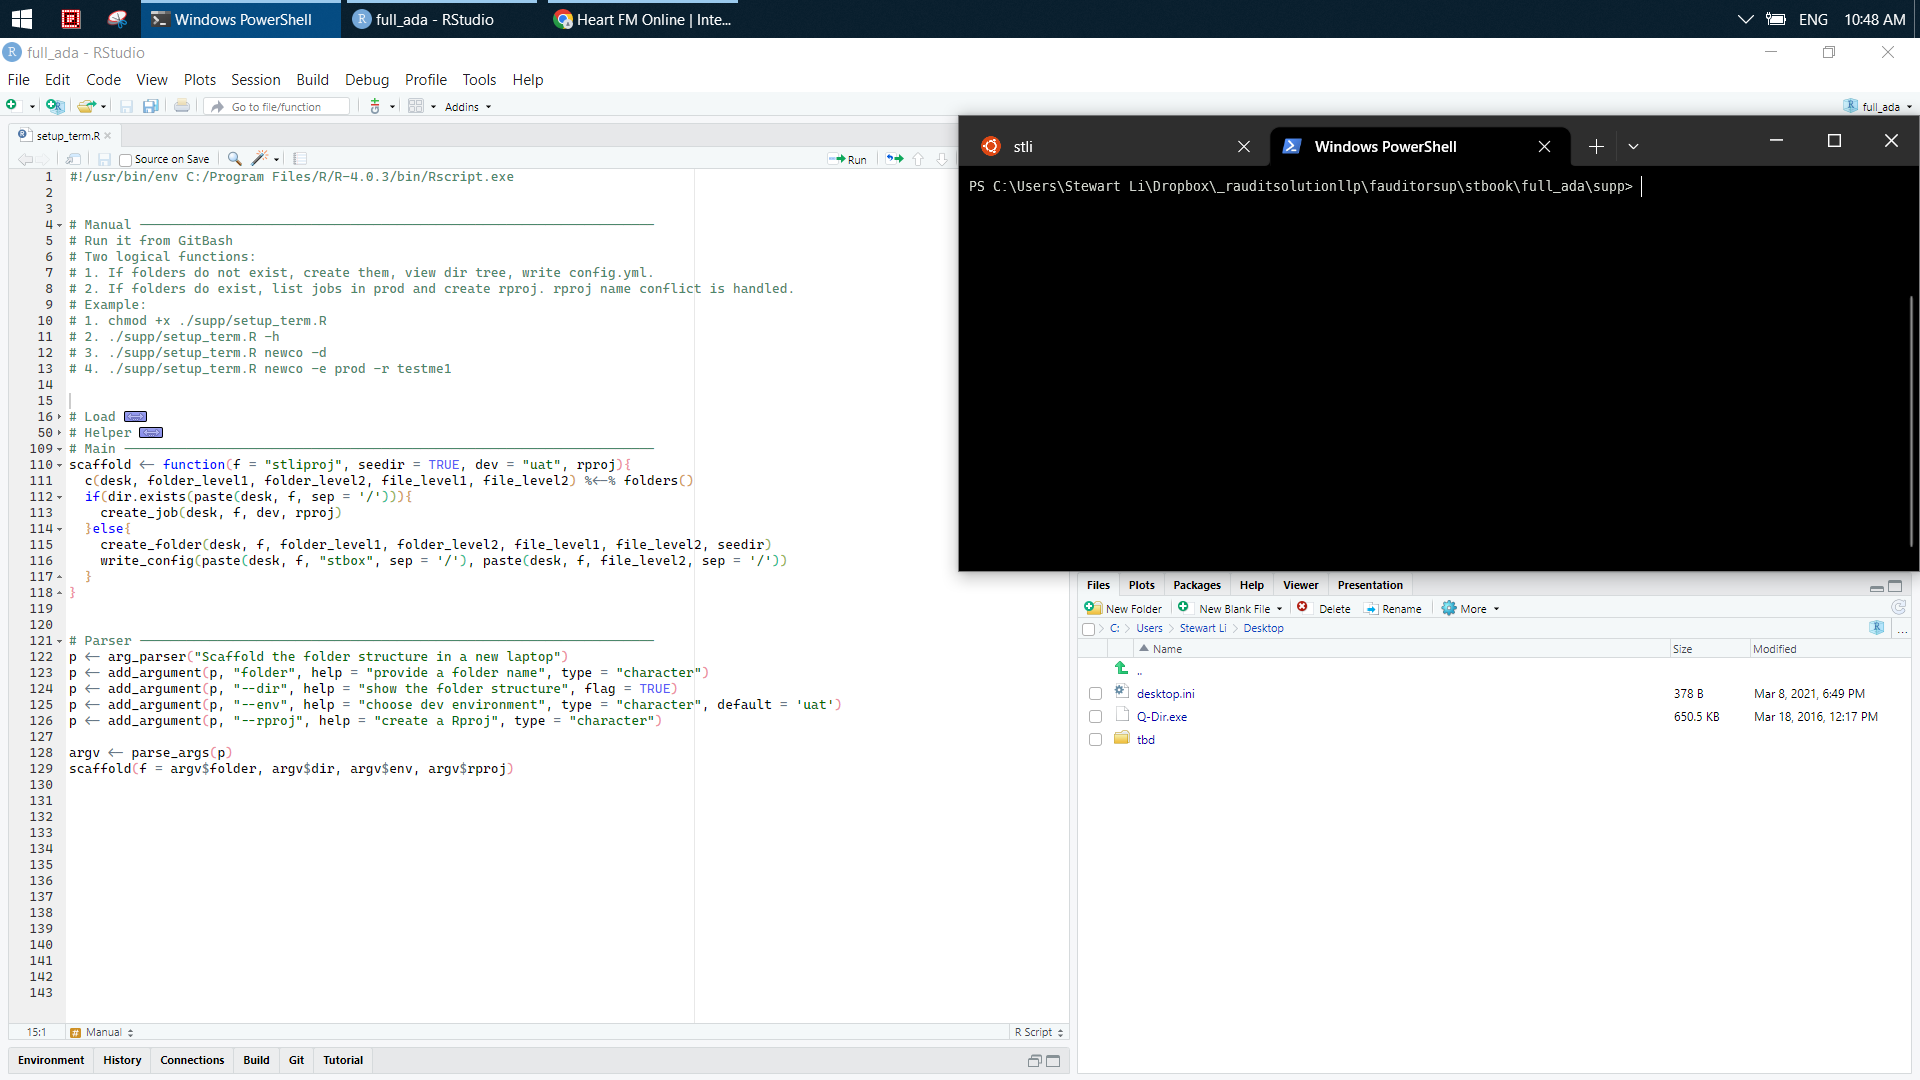 Windows PowerShell
full_ada - RStudio
Heart FM Online | Inte...
ENG
10:48 AM
full_ada - RStudio
File Edit Code View Plots Session Build Debug Profile Tools Help
Go to file/function
Addins
full_ada
setup_term.R
Source on Save
Run
1 #!/usr/bin/env C:/Program Files/R/R-4.0.3/bin/Rscript.exe
2
3
4 # Manual
5 # Run it from GitBash
6 # Two logical functions:
7 # 1. If folders do not exist, create them, view dir tree, write config.yml.
8 # 2. If folders do exist, list jobs in prod and create rproj. rproj name conflict is handled.
9 # Example:
10 # 1. chmod +x ./supp/setup_term.R
11 # 2. ./supp/setup_term.R -h
12 # 3. ./supp/setup_term.R newco -d
13 # 4. ./supp/setup_term.R newco -e prod -r testme1
14
15
16 # Load
50 # Helper
109 # Main
110 scaffold <- function(f = "stliproj", seedir = TRUE, dev = "uat", rproj){
111 c(desk, folder_level1, folder_level2, file_level1, file_level2) %<-% folders()
112 if(dir.exists(paste(desk, f, sep = '/'))){
113 create_job(desk, f, dev, rproj)
114 }else{
115 create_folder(desk, f, folder_level1, folder_level2, file_level1, file_level2, seedir)
116 write_config(paste(desk, f, "stbox", sep = '/'), paste(desk, f, file_level2, sep = '/'))
117 }
118 }
119
120
121 # Parser
122 p <- arg_parser("Scaffold the folder structure in a new laptop")
123 p <- add_argument(p, "folder", help = "provide a folder name", type = "character")
124 p <- add_argument(p, "--dir", help = "show the folder structure", flag = TRUE)
125 p <- add_argument(p, "--env", help = "choose dev environment", type = "character", default = 'uat')
126 p <- add_argument(p, "--rproj", help = "create a Rproj", type = "character")
127
128 argv <- parse_args(p)
129 scaffold(f = argv$folder, argv$dir, argv$env, argv$rproj)
130
131
132
133
134
135
136
137
138
139
140
141
142
143
15:1
# Manual
R Script
Environment History Connections Build Git Tutorial
stli
Windows PowerShell
PS C:\Users\Stewart Li\Dropbox\_rauditsolutionllp\fauditorsup\stbook\full_ada\supp>
Files Plots Packages Help Viewer Presentation
New Folder New Blank File Delete Rename More
C: Users Stewart Li Desktop
...
Name Size Modified
..
desktop.ini 378 B Mar 8, 2021, 6:49 PM
Q-Dir.exe 650.5 KB Mar 18, 2016, 12:17 PM
tbd